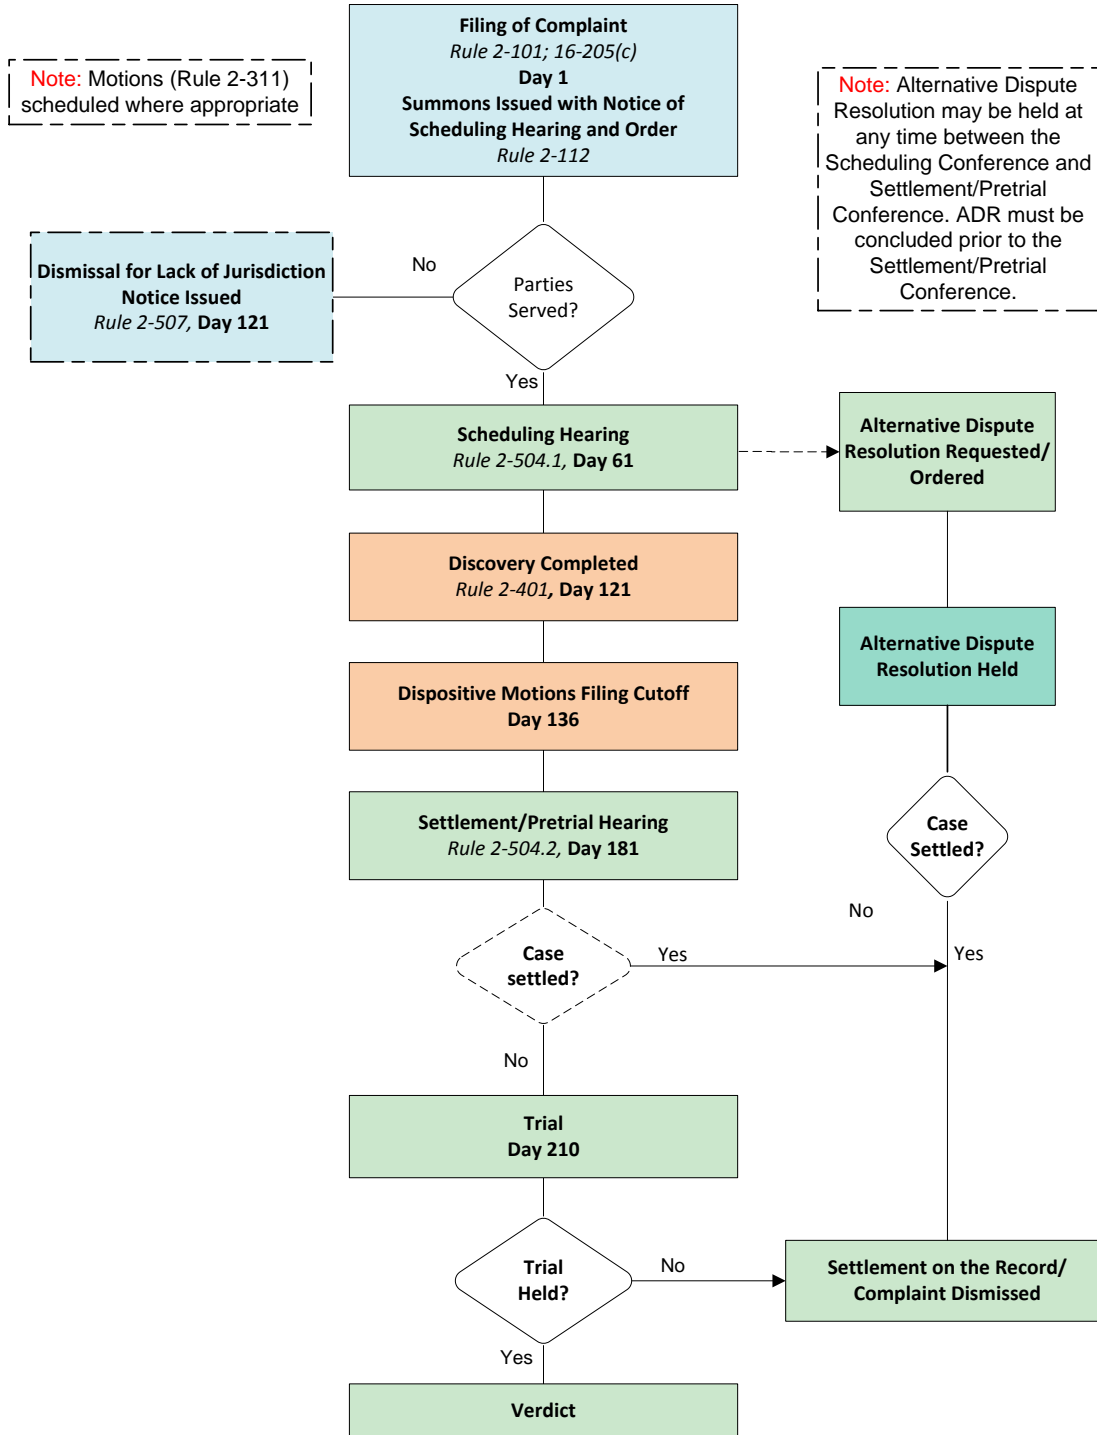 Filing of Complaint
Rule 2-101; 16-205(c)
Day 1
Summons Issued with Notice of
Scheduling Hearing and Order
Rule 2-112
Note: Motions (Rule 2-311)
scheduled where appropriate
Note: Alternative Dispute
Resolution may be held at
any time between the
Scheduling Conference and
Settlement/Pretrial
Conference. ADR must be
concluded prior to the
Settlement/Pretrial
Conference.
Dismissal for Lack of Jurisdiction
Notice Issued
Rule 2-507, Day 121
No
Parties
Served?
Yes
Scheduling Hearing
Rule 2-504.1, Day 61
Alternative Dispute
Resolution Requested/
Ordered
Discovery Completed
Rule 2-401, Day 121
Alternative Dispute
Resolution Held
Dispositive Motions Filing Cutoff
Day 136
Settlement/Pretrial Hearing
Rule 2-504.2, Day 181
Case
Settled?
No
Yes
Case
settled?
Yes
No
Trial
Day 210
Trial
Held?
No
Settlement on the Record/
Complaint Dismissed
Yes
Verdict